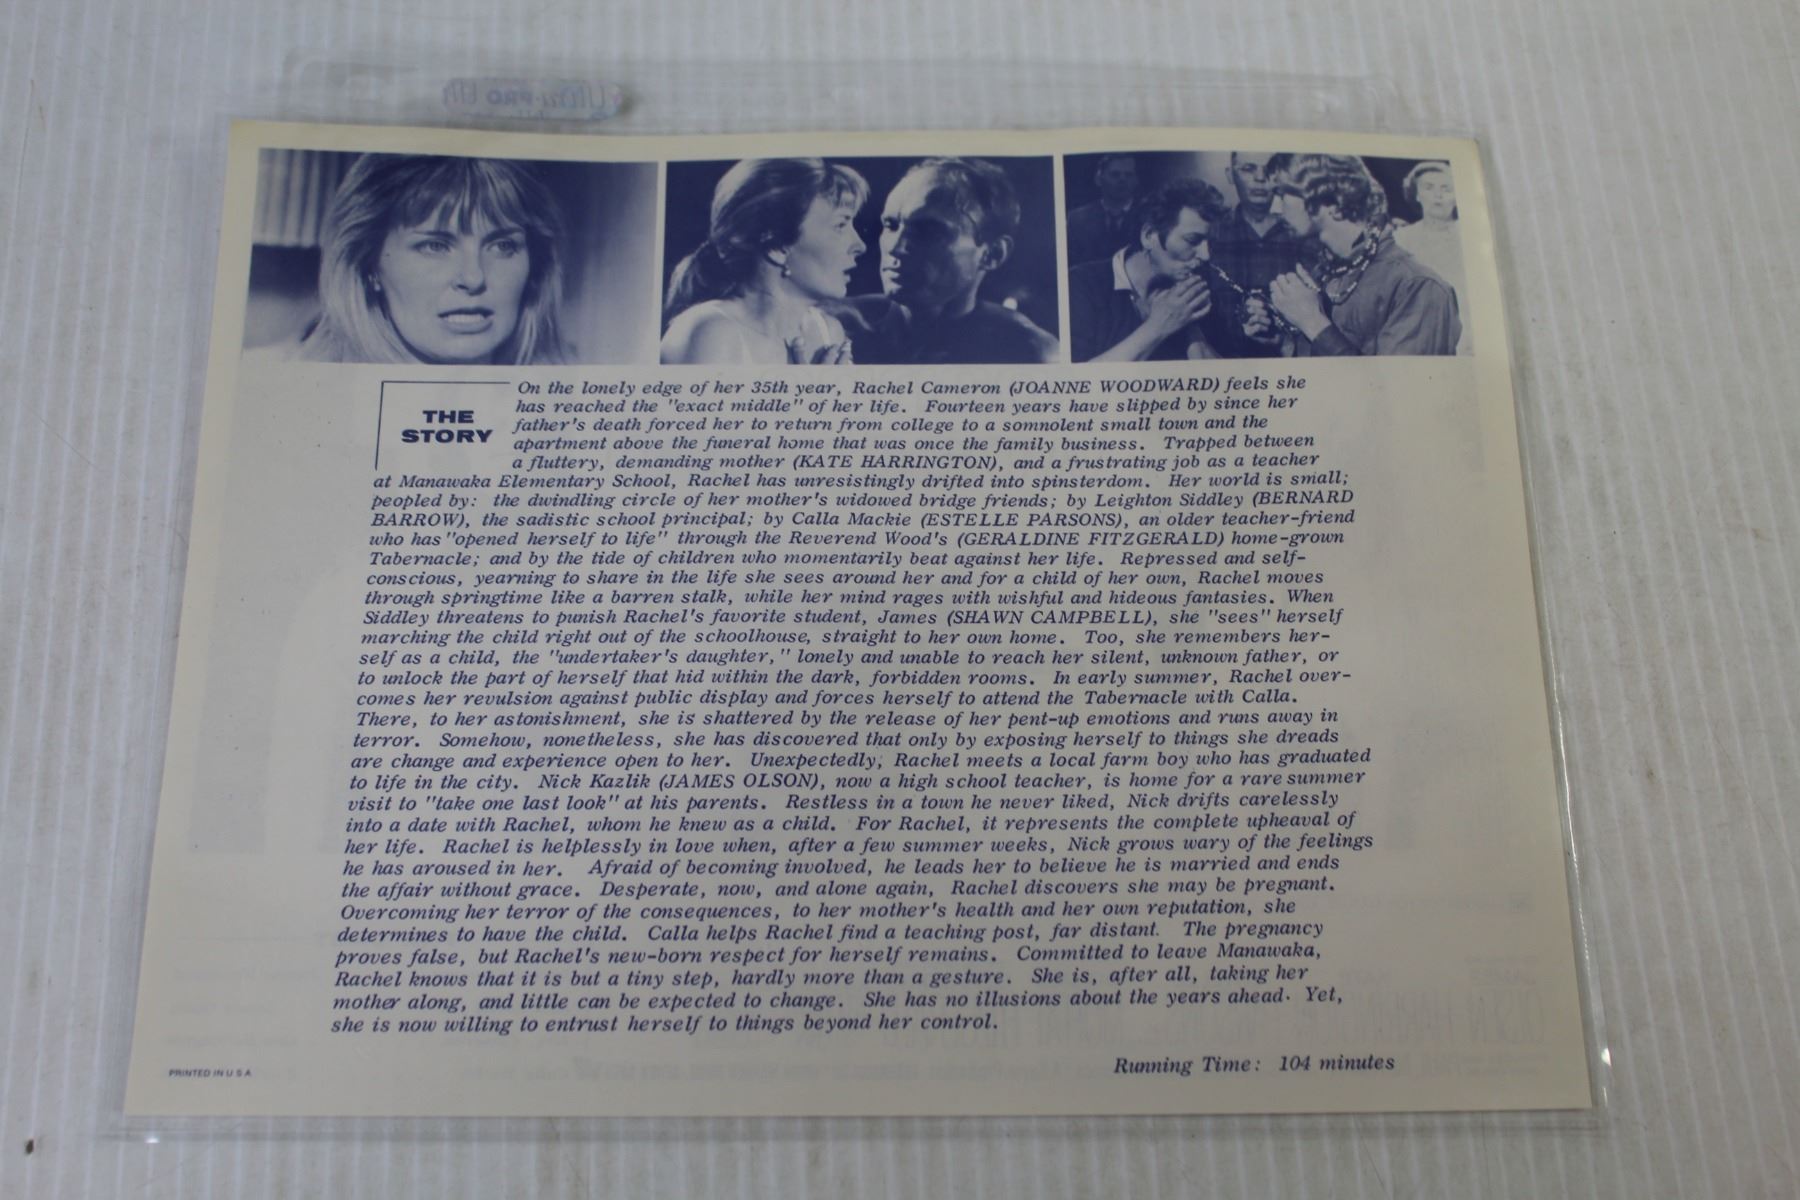 ULTRA-PRO
THE
STORY
On the lonely edge of her 35th year, Rachel Cameron (JOANNE WOODWARD) feels she
has reached the "exact middle" of her life. Fourteen years have slipped by since her
father's death forced her to return from college to a somnolent small town and the
apartment above the funeral home that was once the family business. Trapped between
a fluttery, demanding mother (KATE HARRINGTON), and a frustrating job as a teacher
at Manawaka Elementary School, Rachel has unresistingly drifted into spinsterdom. Her world is small;
peopled by: the dwindling circle of her mother's widowed bridge friends; by Leighton Siddley (BERNARD
BARROW), the sadistic school principal; by Calla Mackie (ESTELLE PARSONS), an older teacher-friend
who has "opened herself to life" through the Reverend Wood's (GERALDINE FITZGERALD) home-grown
Tabernacle; and by the tide of children who momentarily beat against her life. Repressed and self-
conscious, yearning to share in the life she sees around her and for a child of her own, Rachel moves
through springtime like a barren stalk, while her mind rages with wishful and hideous fantasies. When
Siddley threatens to punish Rachel's favorite student, James (SHAWN CAMPBELL), she "sees" herself
marching the child right out of the schoolhouse, straight to her own home. Too, she remembers her-
self as a child, the "undertaker's daughter," lonely and unable to reach her silent, unknown father, or
to unlock the part of herself that hid within the dark, forbidden rooms. In early summer, Rachel over-
comes her revulsion against public display and forces herself to attend the Tabernacle with Calla.
There, to her astonishment, she is shattered by the release of her pent-up emotions and runs away in
terror. Somehow, nonetheless, she has discovered that only by exposing herself to things she dreads
are change and experience open to her. Unexpectedly, Rachel meets a local farm boy who has graduated
to life in the city. Nick Kazlik (JAMES OLSON), now a high school teacher, is home for a rare summer
visit to "take one last look" at his parents. Restless in a town he never liked, Nick drifts carelessly
into a date with Rachel, whom he knew as a child. For Rachel, it represents the complete upheaval of
her life. Rachel is helplessly in love when, after a few summer weeks, Nick grows wary of the feelings
he has aroused in her. Afraid of becoming involved, he leads her to believe he is married and ends
the affair without grace. Desperate, now, and alone again, Rachel discovers she may be pregnant.
Overcoming her terror of the consequences, to her mother's health and her own reputation, she
determines to have the child. Calla helps Rachel find a teaching post, far distant. The pregnancy
proves false, but Rachel's new-born respect for herself remains. Committed to leave Manawaka,
Rachel knows that it is but a tiny step, hardly more than a gesture. She is, after all, taking her
mother along, and little can be expected to change. She has no illusions about the years ahead. Yet,
she is now willing to entrust herself to things beyond her control.
Running Time: 104 minutes
PRINTED IN U S A